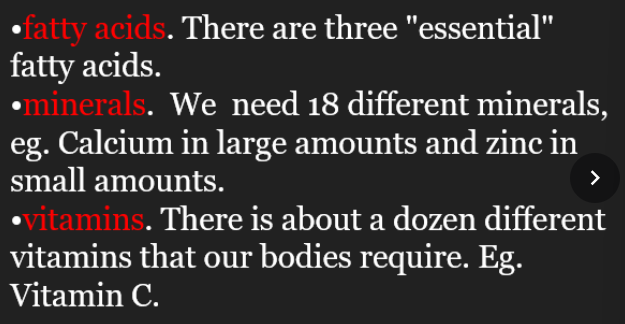 •fatty acids. There are three "essential"
fatty acids.
•minerals.  We  need 18 different minerals,
eg. Calcium in large amounts and zinc in
small amounts.
•vitamins. There is about a dozen different
vitamins that our bodies require. Eg.
Vitamin C.